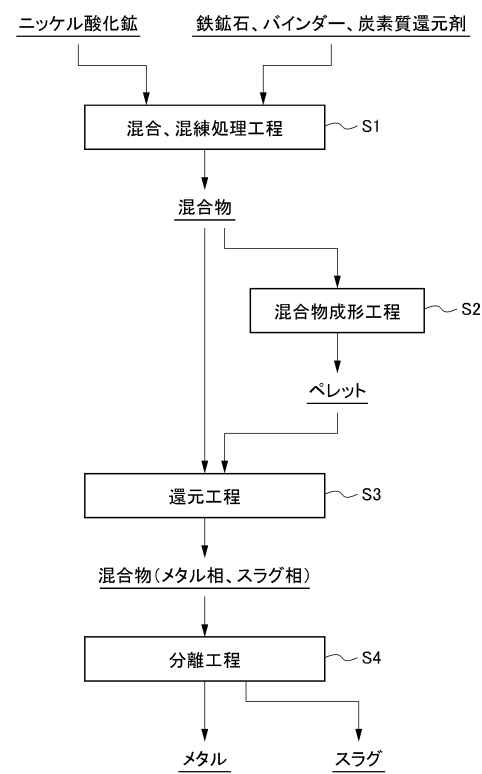 ニッケル酸化鉱
鉄鉱石、バインダー、炭素質還元剤
混合、混練処理工程
S1
混合物
混合物成形工程
S2
ペレット
還元工程
S3
混合物(メタル相、スラグ相)
分離工程
S4
メタル
スラグ